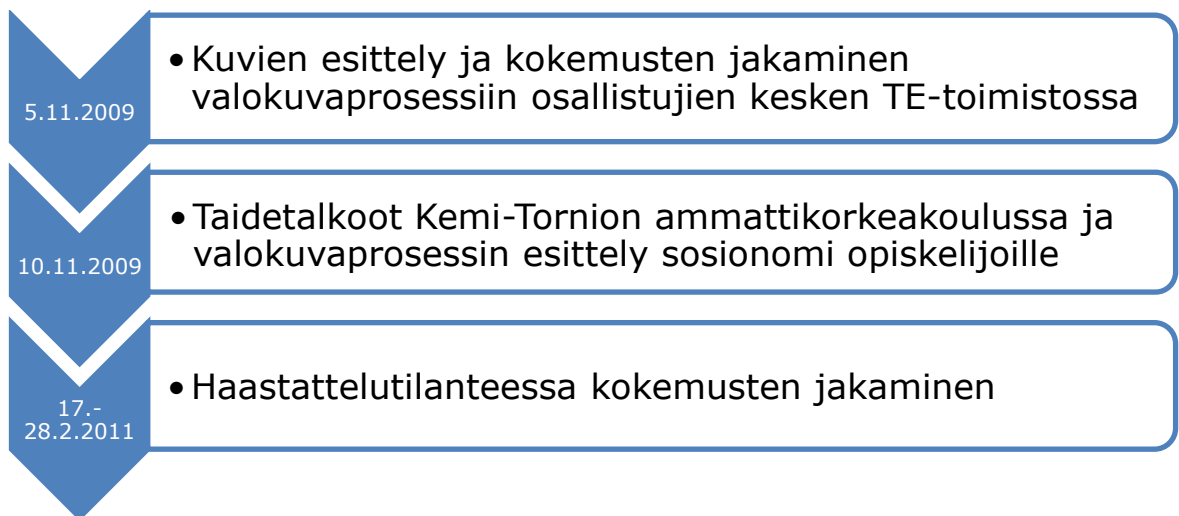 5.11.2009
• Kuvien esittely ja kokemusten jakaminen
valokuvaprosessiin osallistujien kesken TE-toimistossa
10.11.2009
• Taidetalkoot Kemi-Tornion ammattikorkeakoulussa ja
valokuvaprosessin esittely sosionomi opiskelijoille
17.-
28.2.2011
• Haastattelutilanteessa kokemusten jakaminen